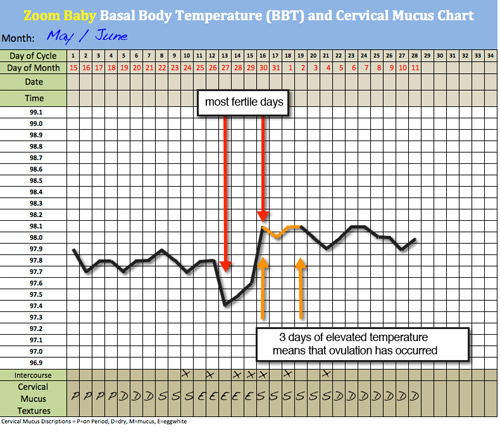 Zoom Baby Basal Body Temperature (BBT) and Cervical Mucus Chart
Month: May / June
Day of Cycle 1 2 3 4 5 6 7 8 9 10 11 12 13 14 15 16 17 18 19 20 21 22 23 24 25 26 27 28 29 30 31 32 33 34
Day of Month 15 16 17 18 19 20 21 22 23 24 25 26 27 28 29 30 31 1 2 3 4 5 6 7 8 9 10 11
Date
Time
most fertile days
99.1
99.0
98.9
98.8
98.7
98.6
98.5
98.4
98.3
98.2
98.1
98.0
97.9
97.8
97.7
97.6
97.5
97.4
97.3
97.2
97.1
97.0
96.9
3 days of elevated temperature
means that ovulation has occurred
Intercourse X X X X X X X
Cervical
Mucus P P P P D D D S S S E E E E E
Textures
Cervical Mucus Discriptions = P=on Period, D=dry, M=mucus, E=eggwhite